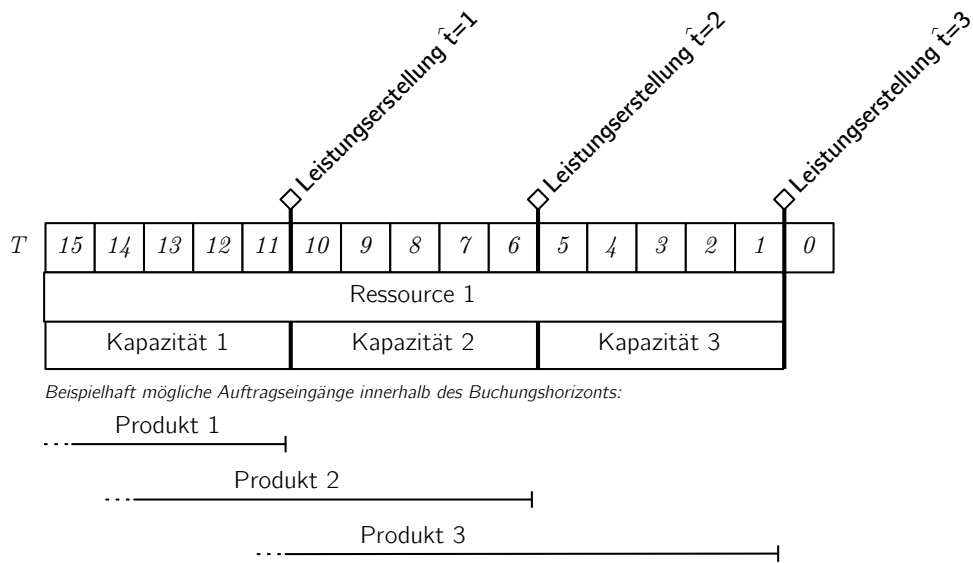 Leistungserstellung t̂=1
Leistungserstellung t̂=2
Leistungserstellung t̂=3
T 15 14 13 12 11 10 9 8 7 6 5 4 3 2 1 0
Ressource 1
Kapazität 1 Kapazität 2 Kapazität 3
Beispielhaft mögliche Auftragseingänge innerhalb des Buchungshorizonts:
Produkt 1
Produkt 2
Produkt 3